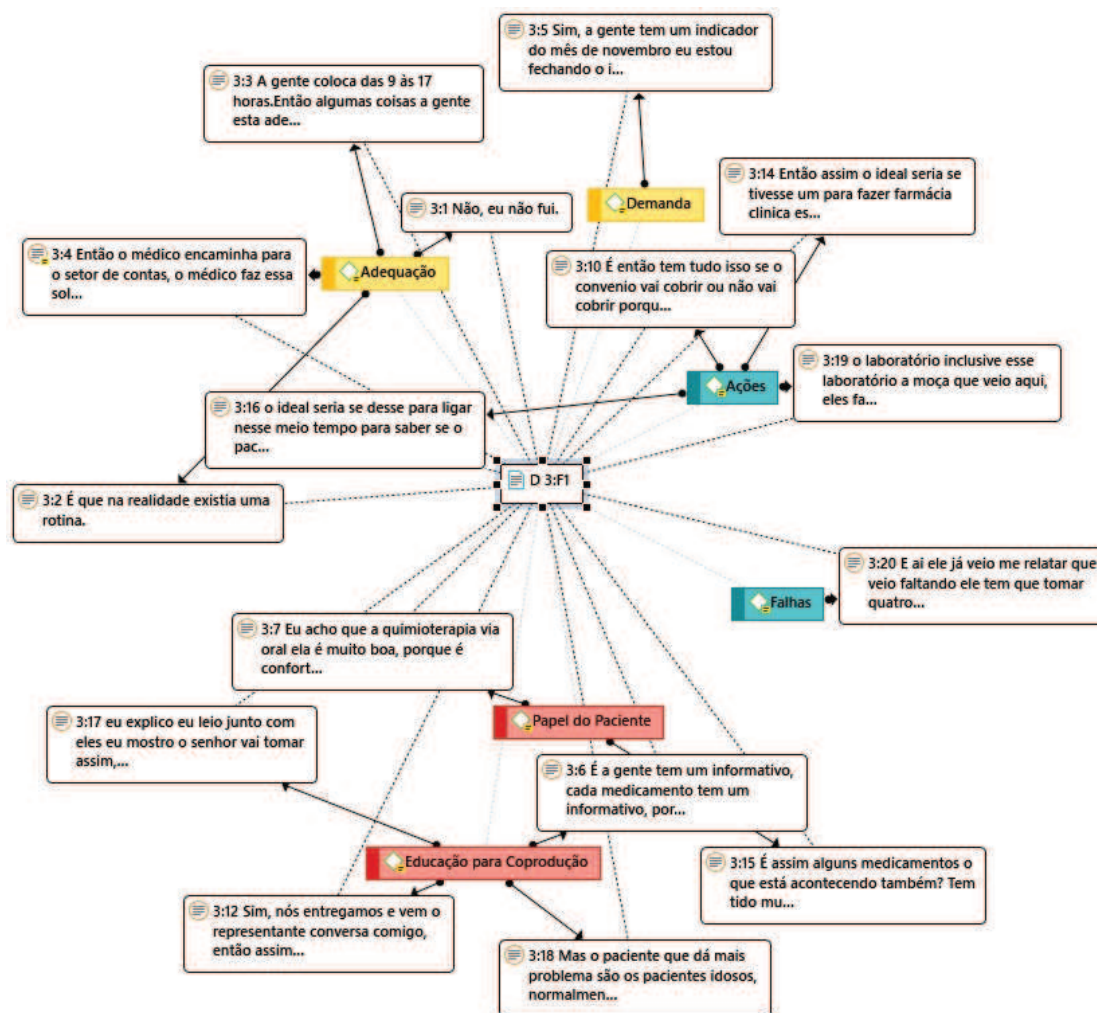 3:5 Sim, a gente tem um indicador
do mês de novembro eu estou
fechando o i...
3:3 A gente coloca das 9 às 17
horas.Então algumas coisas a gente
esta ade...
3:14 Então assim o ideal seria se
tivesse um para fazer farmácia
clinica es...
Demanda
3:1 Não, eu não fui.
3:4 Então o médico encaminha para
o setor de contas, o médico faz essa
sol...
Adequação
3:10 É então tem tudo isso se o
convenio vai cobrir ou não vai
cobrir porqu...
3:19 o laboratório inclusive esse
laboratório a moça que veio aqui,
eles fa...
Ações
3:16 o ideal seria se desse para ligar
nesse meio tempo para saber se o
pac...
D 3:F1
3:2 É que na realidade existia uma
rotina.
3:20 E ai ele já veio me relatar que
veio faltando ele tem que tomar
quatro...
Falhas
3:7 Eu acho que a quimioterapia via
oral ela é muito boa, porque é
confort...
3:17 eu explico eu leio junto com
eles eu mostro o senhor vai tomar
assim,...
Papel do Paciente
3:6 É a gente tem um informativo,
cada medicamento tem um
informativo, por...
Educação para Coprodução
3:15 É assim alguns medicamentos o
que está acontecendo também? Tem
tido mu...
3:12 Sim, nós entregamos e vem o
representante conversa comigo,
então assim...
3:18 Mas o paciente que dá mais
problema são os pacientes idosos,
normalmen...